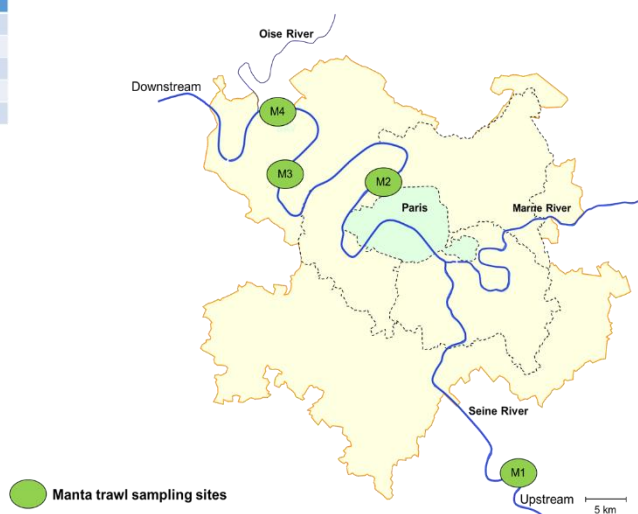 Oise River
Downstream
M4
M3
M2
Paris
Marne River
Seine River
M1
Upstream
5 km
Manta trawl sampling sites